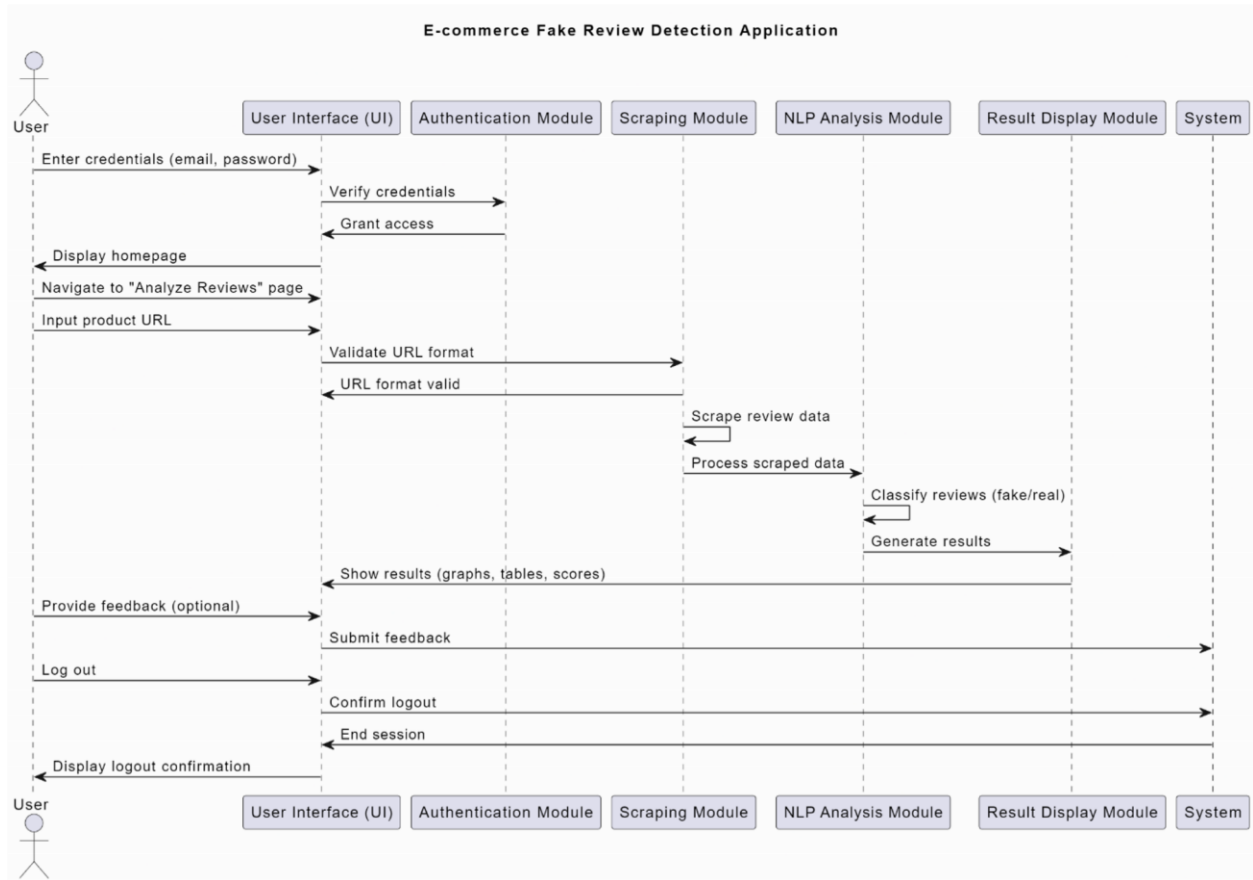 E-commerce Fake Review Detection Application
User
User Interface (UI)
Authentication Module
Scraping Module
NLP Analysis Module
Result Display Module
System
Enter credentials (email, password)
Verify credentials
Grant access
Display homepage
Navigate to "Analyze Reviews" page
Input product URL
Validate URL format
URL format valid
Scrape review data
Process scraped data
Classify reviews (fake/real)
Generate results
Show results (graphs, tables, scores)
Provide feedback (optional)
Submit feedback
Log out
Confirm logout
End session
Display logout confirmation
User
User Interface (UI)
Authentication Module
Scraping Module
NLP Analysis Module
Result Display Module
System